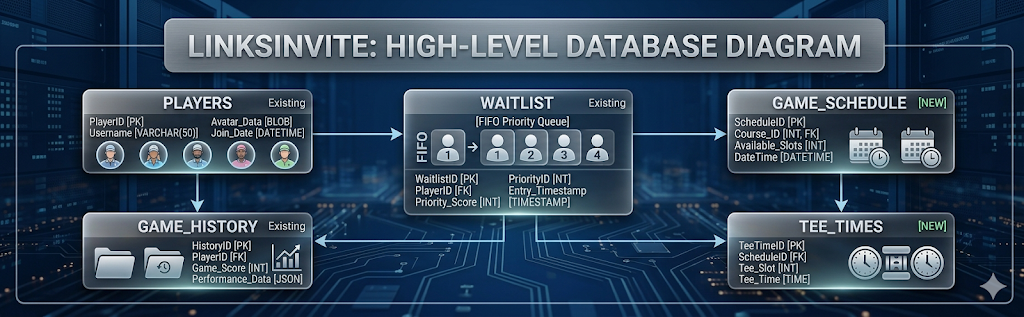 LINKSINVITE: HIGH-LEVEL DATABASE DIAGRAM
PLAYERS Existing
PlayerID [PK] Avatar_Data [BLOB]
Username [VARCHAR(50)] Join_Date [DATETIME]
WAITLIST Existing
[FIFO Priority Queue]
FIFO
1 1 2 3 4
WaitlistID [PK] PriorityID [NT]
PlayerID [FK] Entry_Timestamp
Priority_Score [INT] [TIMESTAMP]
GAME_SCHEDULE [NEW]
ScheduleID [PK]
Course_ID [INT, FK]
Available_Slots [INT]
DateTime [DATETIME]
GAME_HISTORY Existing
HistoryID [PK]
PlayerID [FK]
Game_Score [INT]
Performance_Data [JSON]
TEE_TIMES [NEW]
TeeTimeID [PK]
ScheduleID [FK]
Tee_Slot [INT]
Tee_Time [TIME]